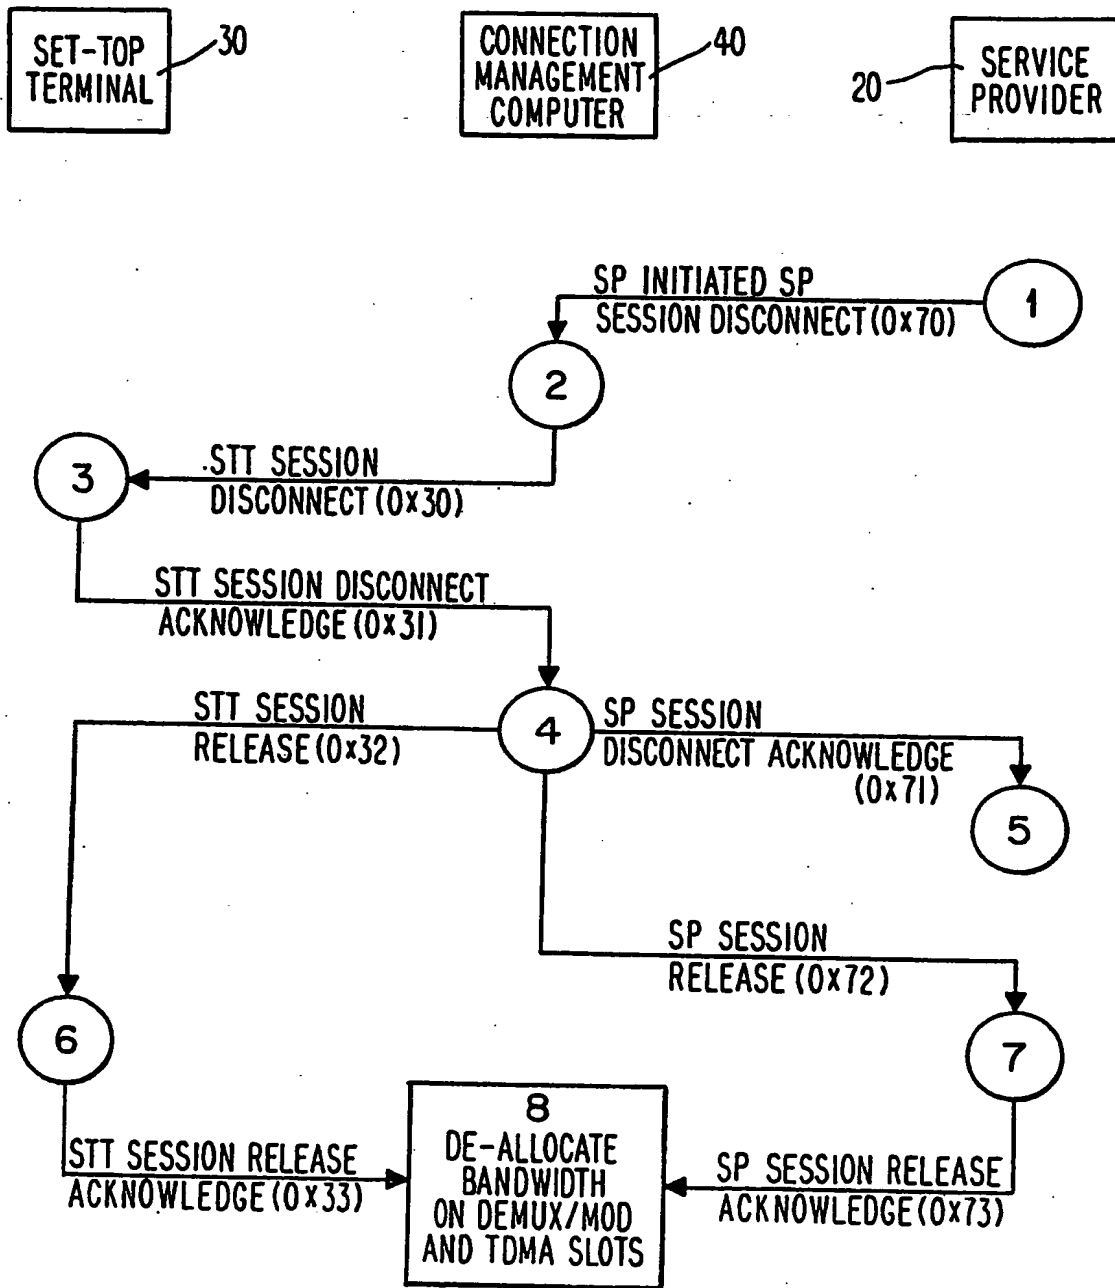 SET-TOP
TERMINAL
30
CONNECTION
MANAGEMENT
COMPUTER
40
20
SERVICE
PROVIDER
SP INITIATED SP
SESSION DISCONNECT (0x70)
1
2
STT SESSION
DISCONNECT (0x30)
3
STT SESSION DISCONNECT
ACKNOWLEDGE (0x31)
STT SESSION
RELEASE (0x32)
4
SP SESSION
DISCONNECT ACKNOWLEDGE
(0x71)
5
SP SESSION
RELEASE (0x72)
6
7
8
DE-ALLOCATE
BANDWIDTH
ON DEMUX/MOD
AND TDMA SLOTS
STT SESSION RELEASE
ACKNOWLEDGE (0x33)
SP SESSION RELEASE
ACKNOWLEDGE (0x73)